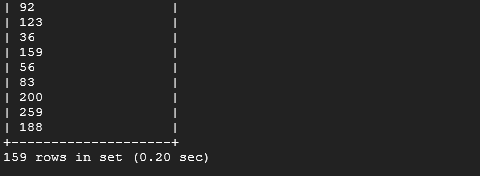 | 92                 |
| 123                |
| 36                 |
| 159                |
| 56                 |
| 83                 |
| 200                |
| 259                |
| 188                |
+--------------------+
159 rows in set (0.20 sec)